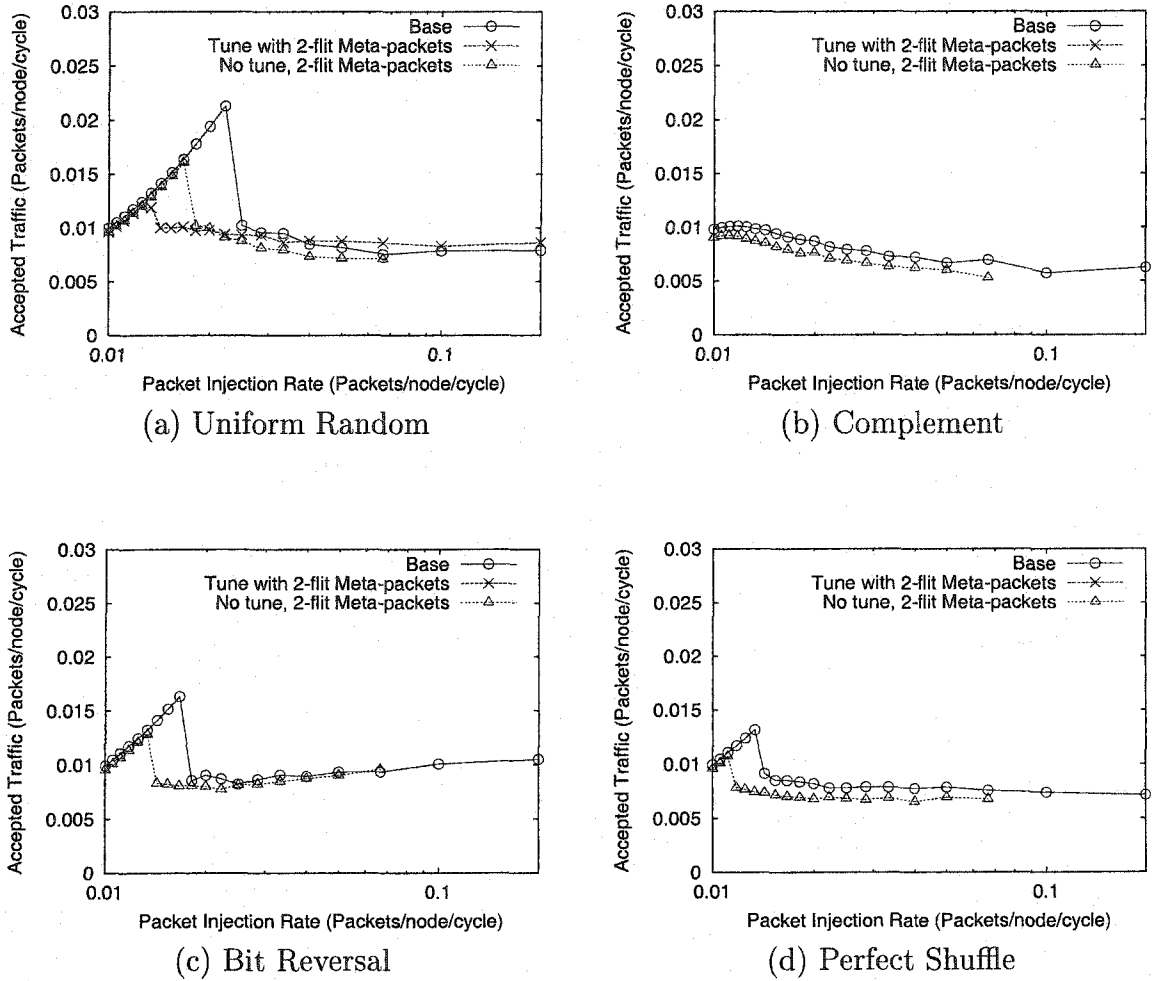 Accepted Traffic (Packets/node/cycle)
0.03
0.025
0.02
0.015
0.01
0.005
0
Base
Tune with 2-flit Meta-packets
No tune, 2-flit Meta-packets
0.01
0.1
Packet Injection Rate (Packets/node/cycle)
(a) Uniform Random
Accepted Traffic (Packets/node/cycle)
0.03
0.025
0.02
0.015
0.01
0.005
0
Base
Tune with 2-flit Meta-packets
No tune, 2-flit Meta-packets
0.01
0.1
Packet Injection Rate (Packets/node/cycle)
(b) Complement
Accepted Traffic (Packets/node/cycle)
0.03
0.025
0.02
0.015
0.01
0.005
0
Base
Tune with 2-flit Meta-packets
No tune, 2-flit Meta-packets
0.01
0.1
Packet Injection Rate (Packets/node/cycle)
(c) Bit Reversal
Accepted Traffic (Packets/node/cycle)
0.03
0.025
0.02
0.015
0.01
0.005
0
Base
Tune with 2-flit Meta-packets
No tune, 2-flit Meta-packets
0.01
0.1
Packet Injection Rate (Packets/node/cycle)
(d) Perfect Shuffle